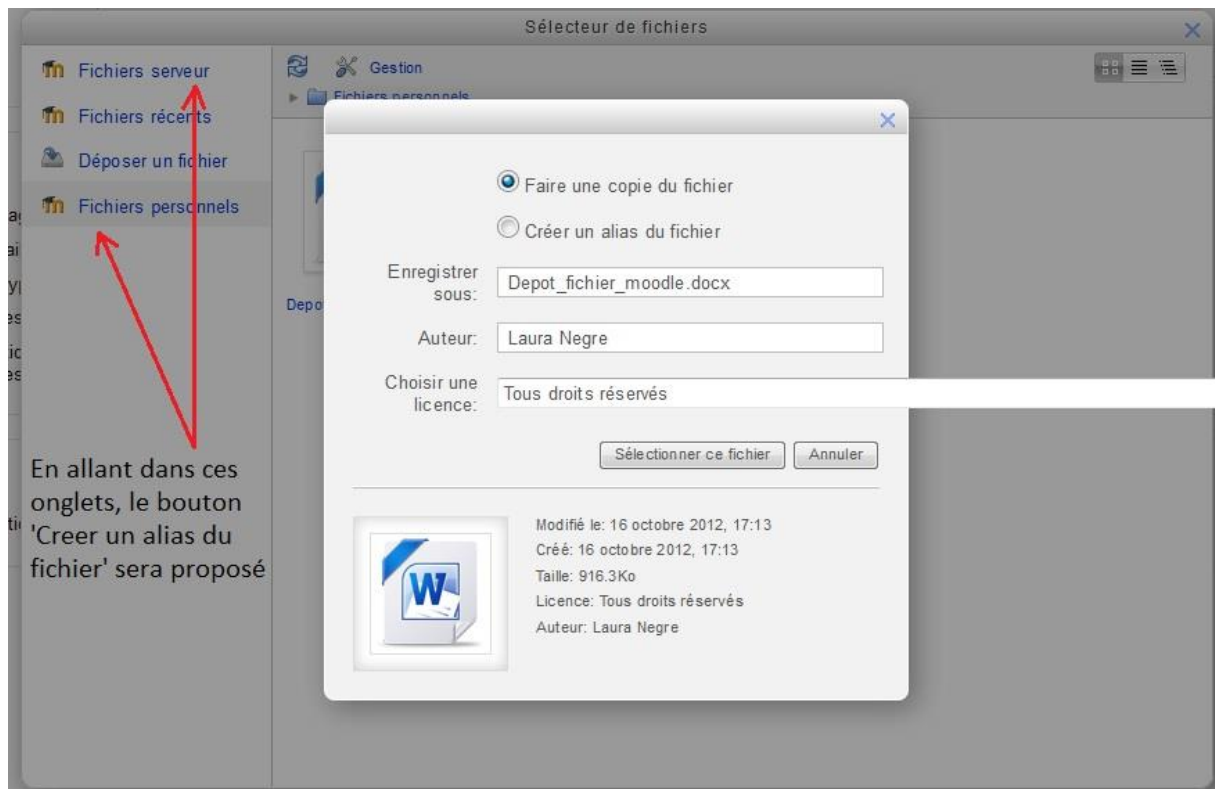 Sélecteur de fichiers
Fichiers serveur
Fichiers récents
Déposer un fichier
Fichiers personnels
Gestion
Fichiers personnels
Faire une copie du fichier
Créer un alias du fichier
Enregistrer
sous:
Depot_fichier_moodle.docx
Auteur:
Laura Negre
Choisir une
licence:
Tous droits réservés
Sélectionner ce fichier
Annuler
Modifié le: 16 octobre 2012, 17:13
Créé: 16 octobre 2012, 17:13
Taille: 916.3Ko
Licence: Tous droits réservés
Auteur: Laura Negre
Depo
En allant dans ces
onglets, le bouton
'Creer un alias du
fichier' sera proposé